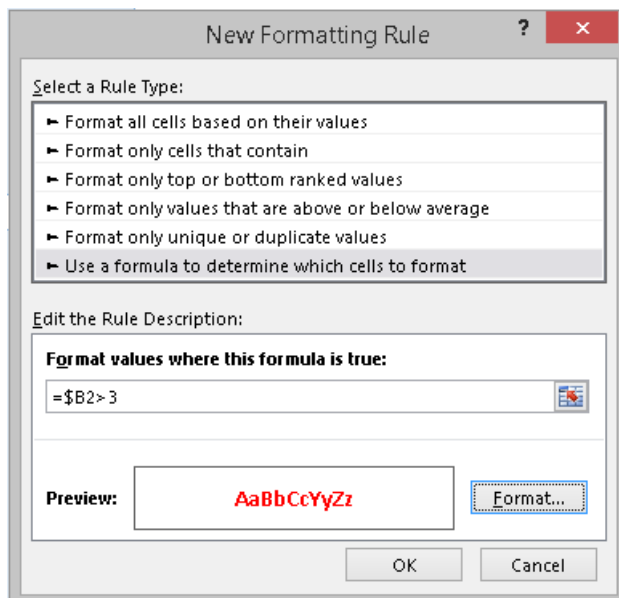 New Formatting Rule ? ×
Select a Rule Type:
► Format all cells based on their values
► Format only cells that contain
► Format only top or bottom ranked values
► Format only values that are above or below average
► Format only unique or duplicate values
► Use a formula to determine which cells to format
Edit the Rule Description:
Format values where this formula is true:
=$B2>3
Preview: AaBbCcYyZz Format...
OK Cancel